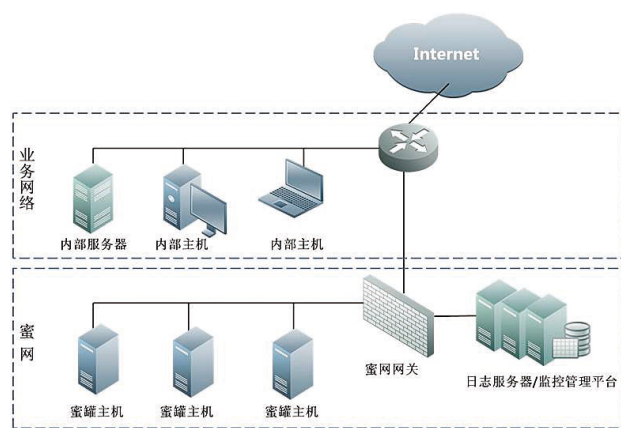 Internet
业务网络
内部服务器
内部主机
内部主机
蜜网
蜜网网关
日志服务器/监控管理平台
蜜罐主机
蜜罐主机
蜜罐主机